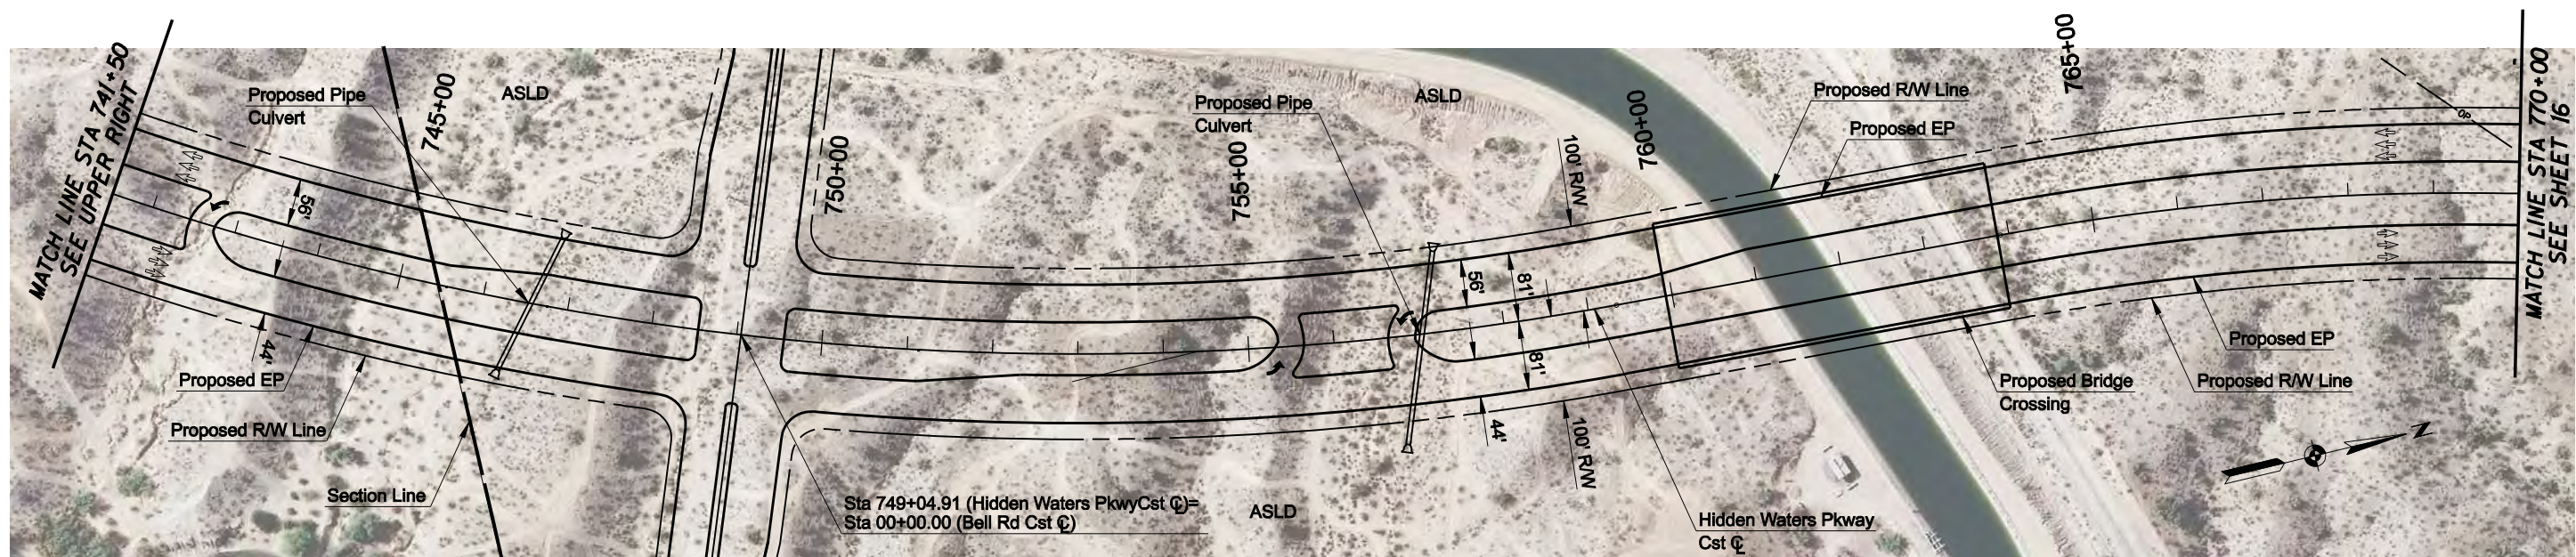 MATCH LINE STA 741+50
SEE UPPER RIGHT
Proposed Pipe
Culvert
745+00
ASLD
750+00
Proposed Pipe
Culvert
755+00
ASLD
100' R/W
760+00
Proposed R/W Line
Proposed EP
765+00
OP
MATCH LINE STA 770+00
SEE SHEET 16
56'
44'
56'
81'
81'
44'
100' R/W
Proposed EP
Proposed R/W Line
Section Line
Sta 749+04.91 (Hidden Waters PkwyCst ℄)=
Sta 00+00.00 (Bell Rd Cst ℄)
ASLD
Hidden Waters Pkway
Cst ℄
Proposed Bridge
Crossing
Proposed EP
Proposed R/W Line
N